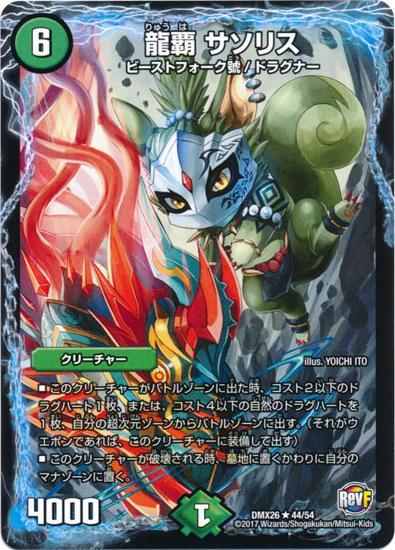 6
りゅう は
龍覇 サソリス
ビーストフォーク號 / ドラグナー
illus. YOICHI ITO
クリーチャー
■このクリーチャーがバトルゾーンに出た時、コスト2以下のド
ラグハート1枚、または、コスト4以下の自然のドラグハートを
1枚、自分の超次元ゾーンからバトルゾーンに出す。(それがウ
エポンであれば、このクリーチャーに装備して出す)
■このクリーチャーが破壊される時、墓地に置くかわりに自分の
マナゾーンに置く。
4000
1
RevF
DMX26 ★ 44/54
©2017 Wizards/Shogakukan/Mitsui-Kids